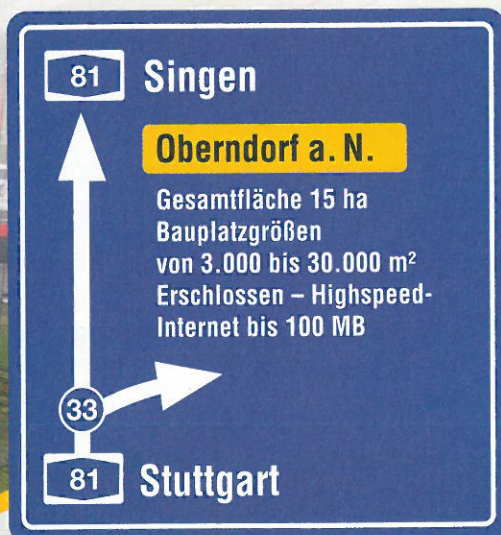 81 Singen
Oberndorf a. N.
Gesamtfläche 15 ha
Bauplatzgrößen
von 3.000 bis 30.000 m²
Erschlossen – Highspeed-
Internet bis 100 MB
33
81 Stuttgart